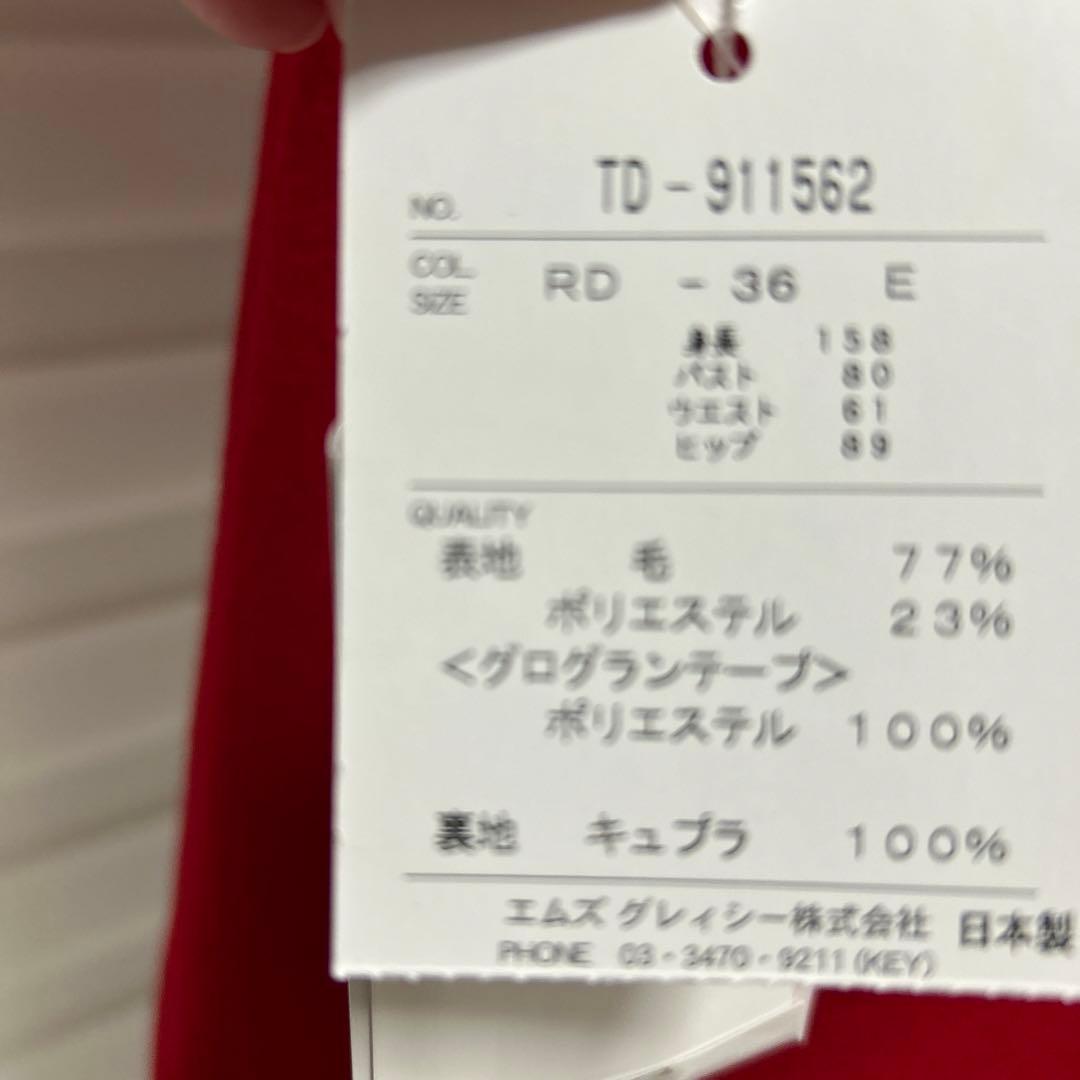 NO. TD-911562
COL. RD - 36 E
SIZE
身長 158
バスト 80
ウエスト 61
ヒップ 89
QUALITY
表地 毛 77%
ポリエステル 23%
<グログランテープ>
ポリエステル 100%
裏地 キュプラ 100%
エムズ グレィシー株式会社 日本製
PHONE 03-3470-9211(KEY)